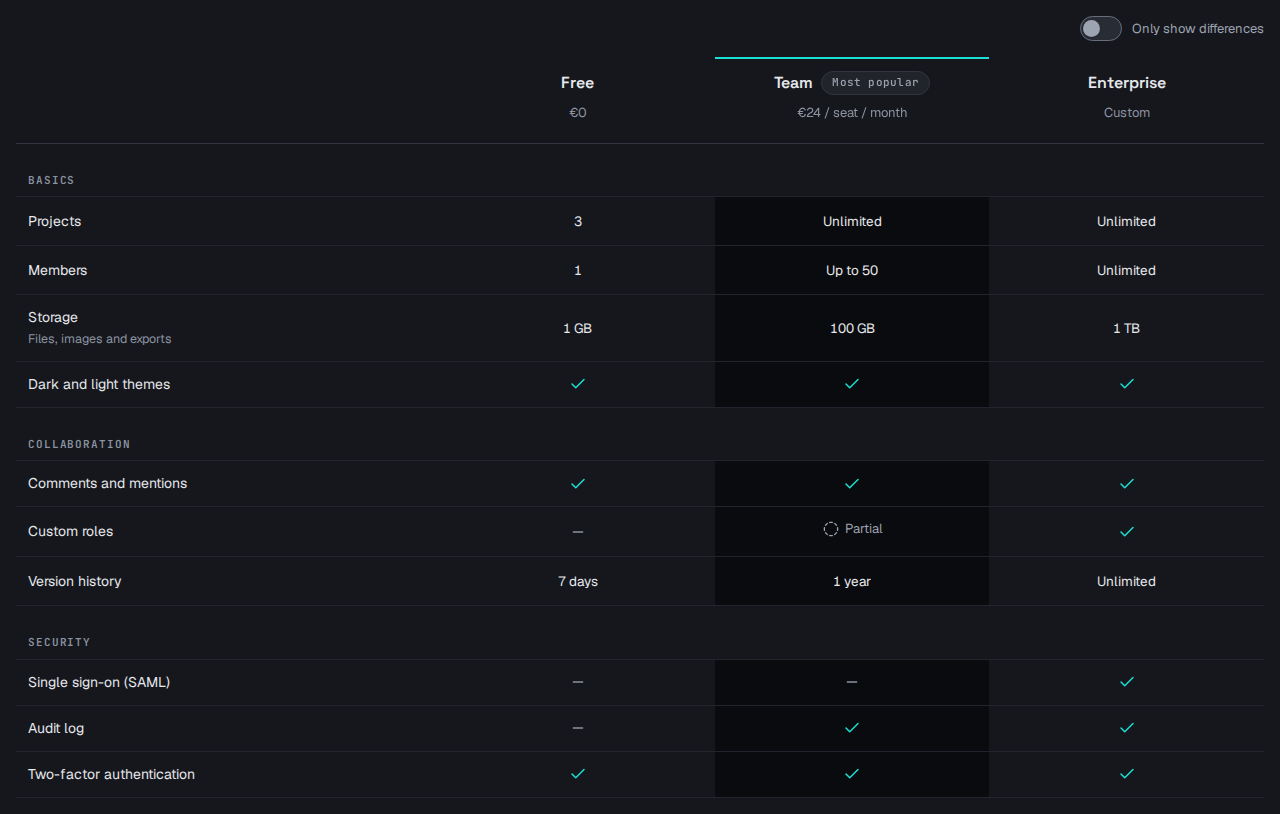 Only show differences
Free
Team Most popular
Enterprise
€0
€24 / seat / month
Custom
BASICS
Projects 3 Unlimited Unlimited
Members 1 Up to 50 Unlimited
Storage
Files, images and exports
1 GB 100 GB 1 TB
Dark and light themes
COLLABORATION
Comments and mentions
Custom roles — Partial
Version history 7 days 1 year Unlimited
SECURITY
Single sign-on (SAML) — —
Audit log —
Two-factor authentication